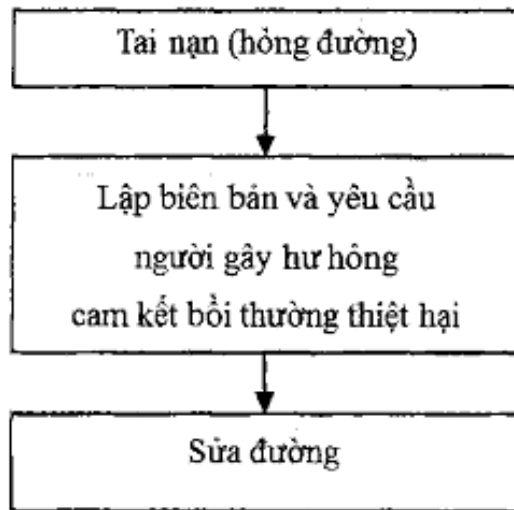 Tai nạn (hỏng đường)
Lập biên bản và yêu cầu
người gây hư hỏng
cam kết bồi thường thiệt hại
Sửa đường